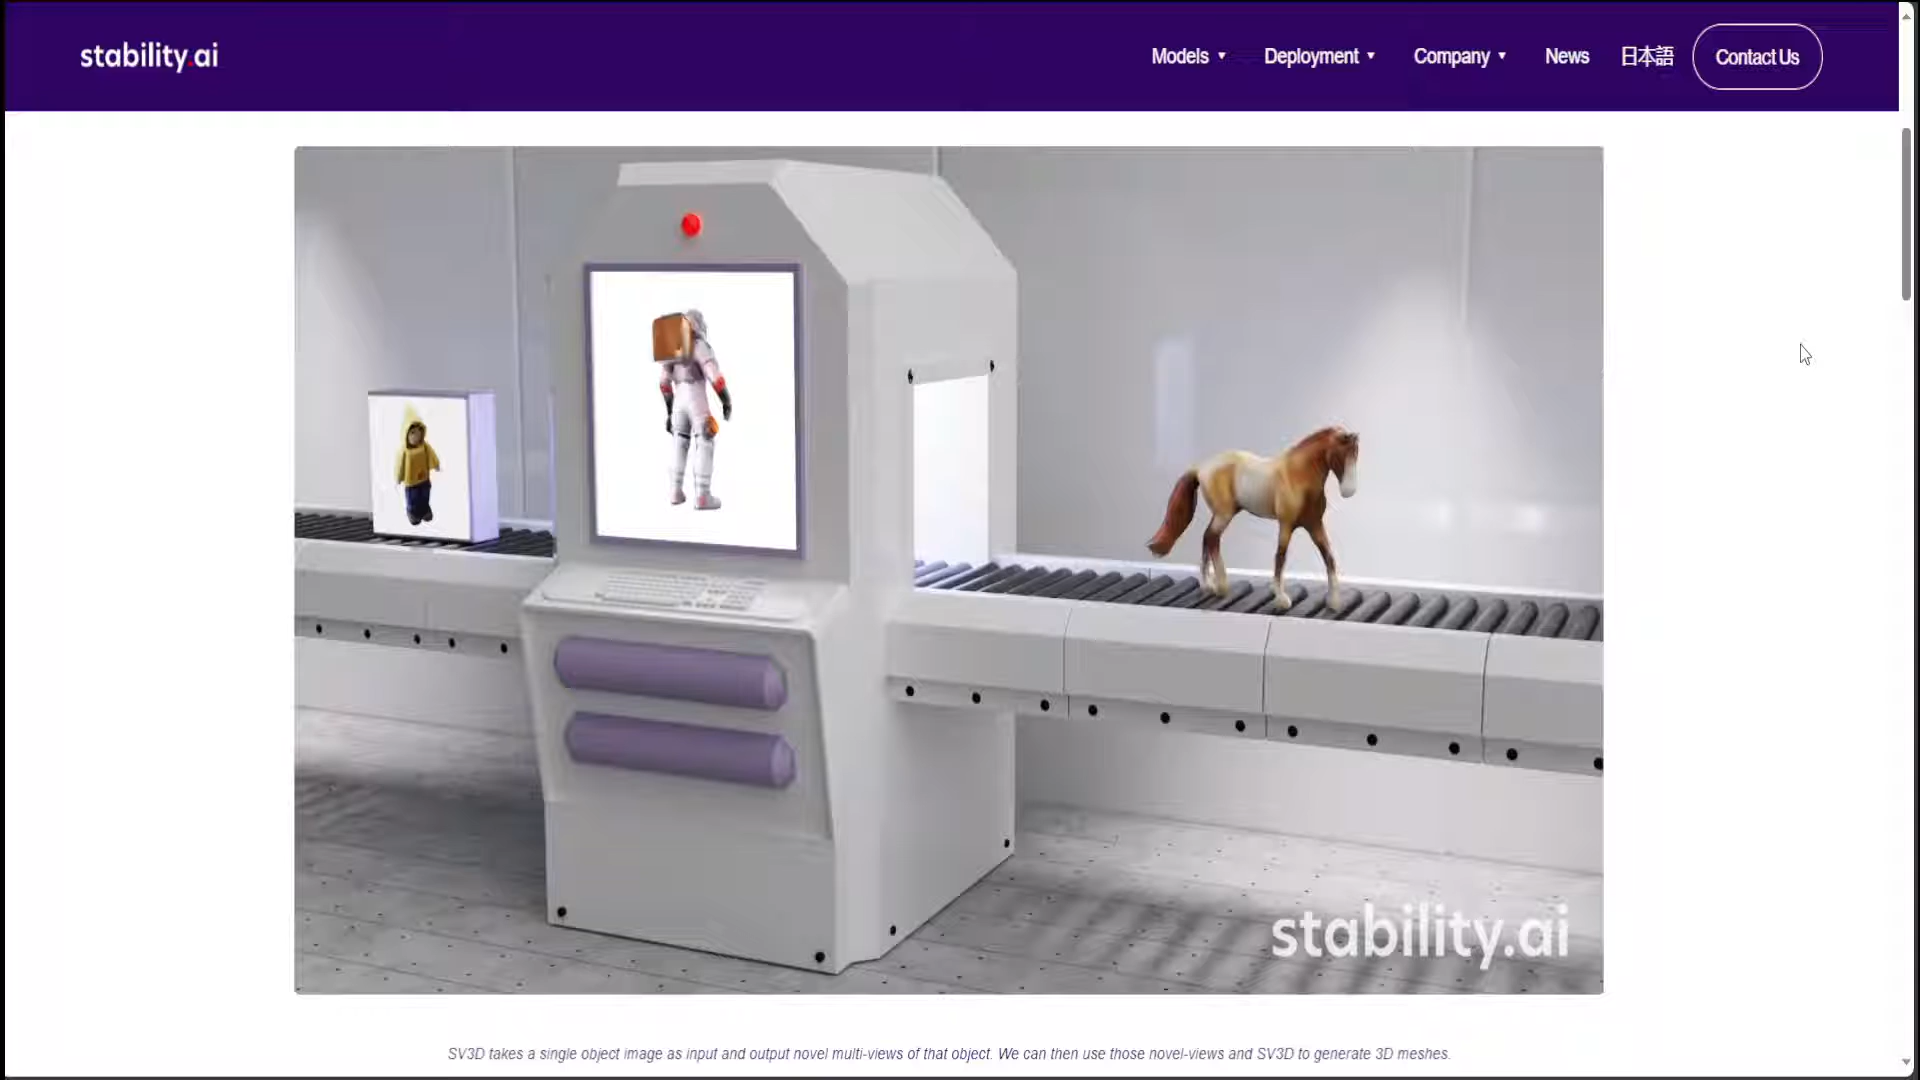 stability.ai
Models
Deployment
Company
News
日本語
Contact Us
stability.ai
SV3D takes a single object image as input and output novel multi-views of that object. We can then use those novel-views and SV3D to generate 3D meshes.